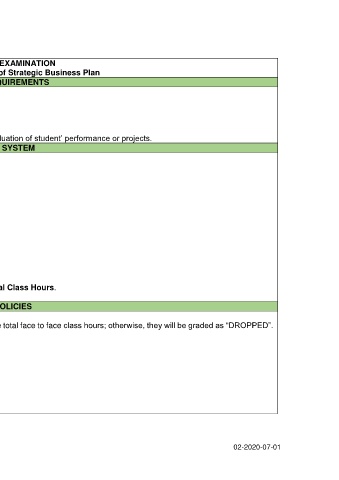 EXAMINATION
of Strategic Business Plan
QUIREMENTS
luation of student' performance or projects.
SYSTEM
al Class Hours.
OLICIES
e total face to face class hours; otherwise, they will be graded as “DROPPED”.
02-2020-07-01